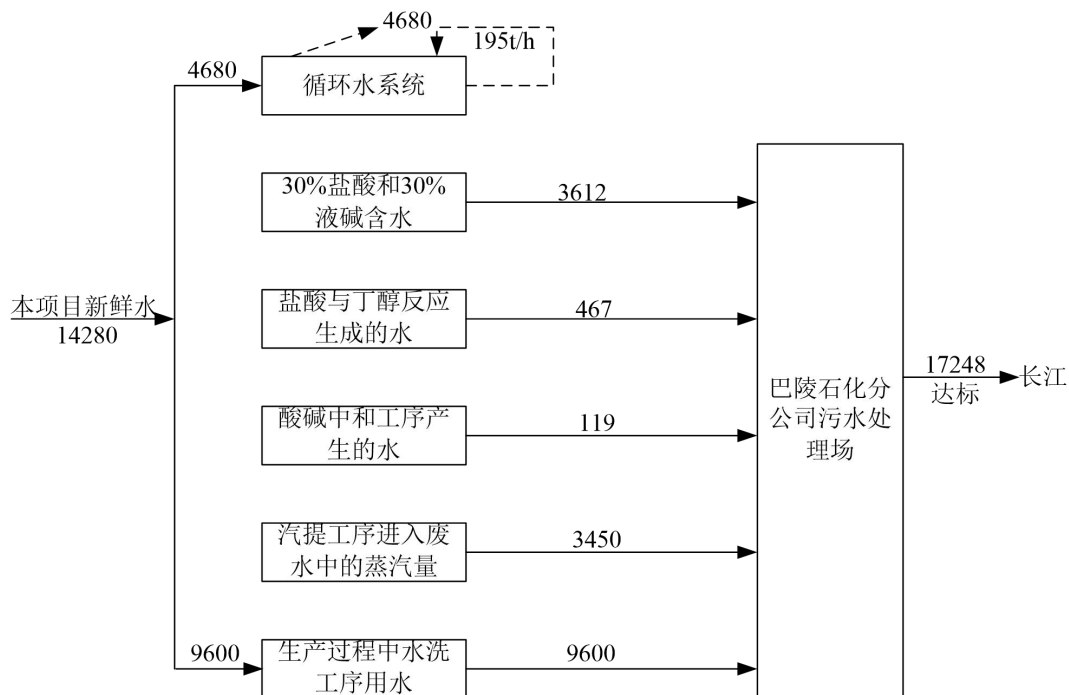 4680
195t/h
4680
循环水系统
30%盐酸和30%
液碱含水
3612
本项目新鲜水
14280
盐酸与丁醇反应
生成的水
467
17248
达标
长江
巴陵石化分
公司污水处
理场
酸碱中和工序产
生的水
119
汽提工序进入废
水中的蒸汽量
3450
9600
生产过程中水洗
工序用水
9600